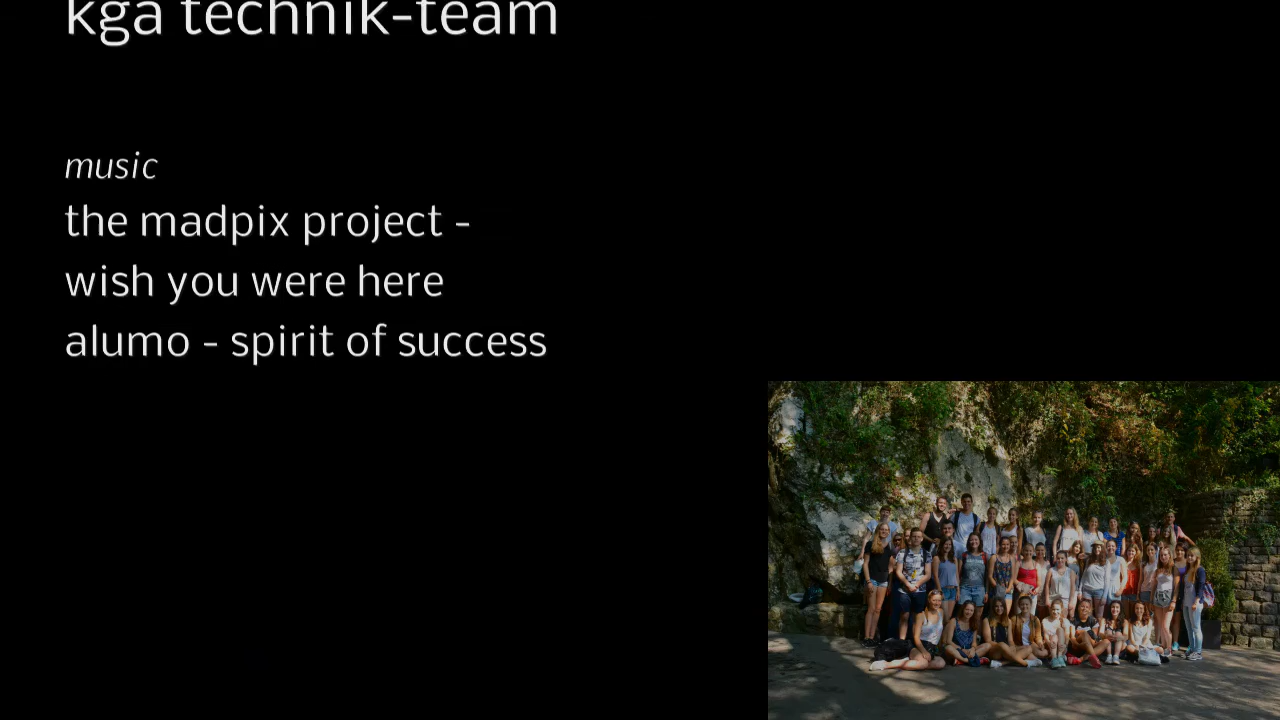 kga technik-team
music
the madpix project -
wish you were here
alumo - spirit of success